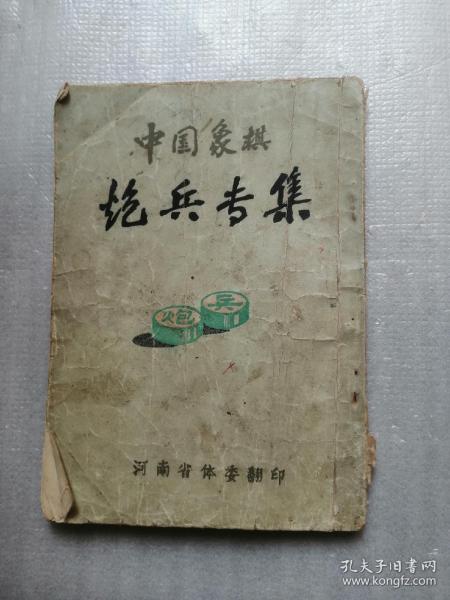 中国象棋
炮兵专集
炮 兵
河南省体委翻印
孔夫子旧书网
www.kongfz.com